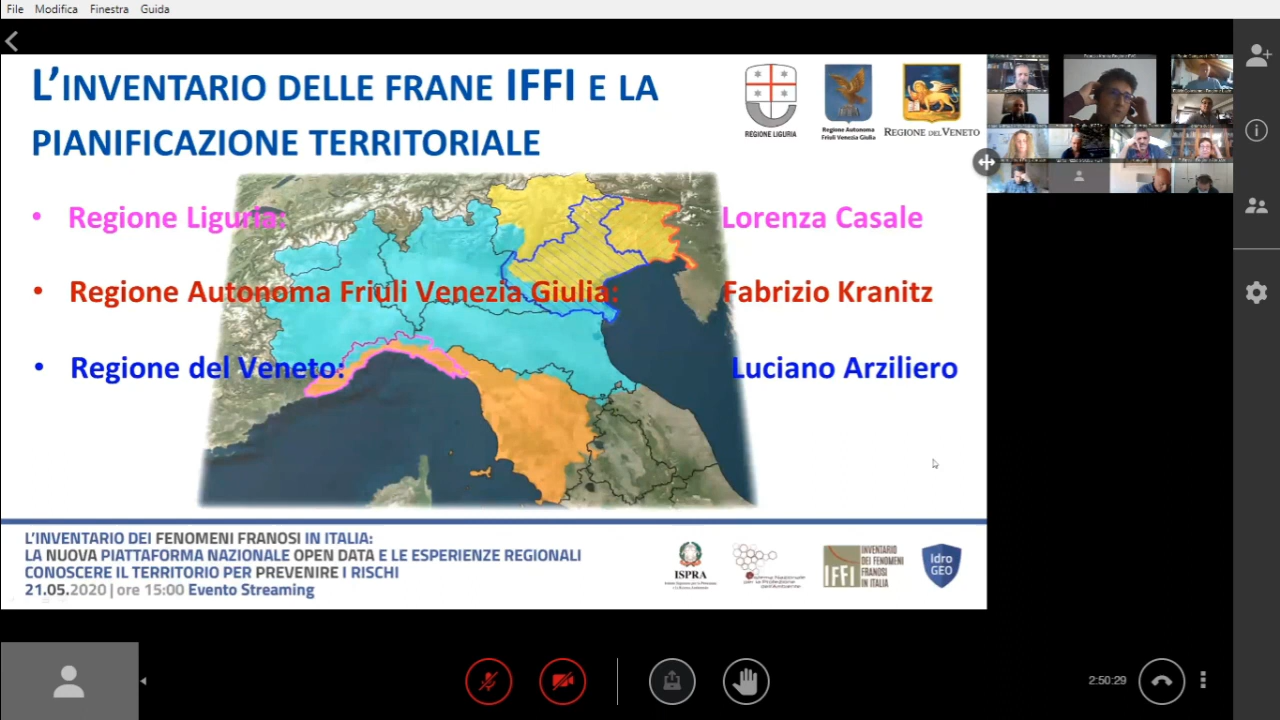 File Modifica Finestra Guida
L'INVENTARIO DELLE FRANE IFFI E LA
PIANIFICAZIONE TERRITORIALE
REGIONE LIGURIA
Regione Autonoma
Friuli Venezia Giulia
REGIONE DEL VENETO
• Regione Liguria: Lorenza Casale
• Regione Autonoma Friuli Venezia Giulia: Fabrizio Kranitz
• Regione del Veneto: Luciano Arziliero
L'INVENTARIO DEI FENOMENI FRANOSI IN ITALIA:
LA NUOVA PIATTAFORMA NAZIONALE OPEN DATA E LE ESPERIENZE REGIONALI
CONOSCERE IL TERRITORIO PER PREVENIRE I RISCHI
21.05.2020 | ore 15:00 Evento Streaming
ISPRA
IFFI
INVENTARIO
DEI FENOMENI
FRANOSI
IN ITALIA
Idro
GEO
2:50:29